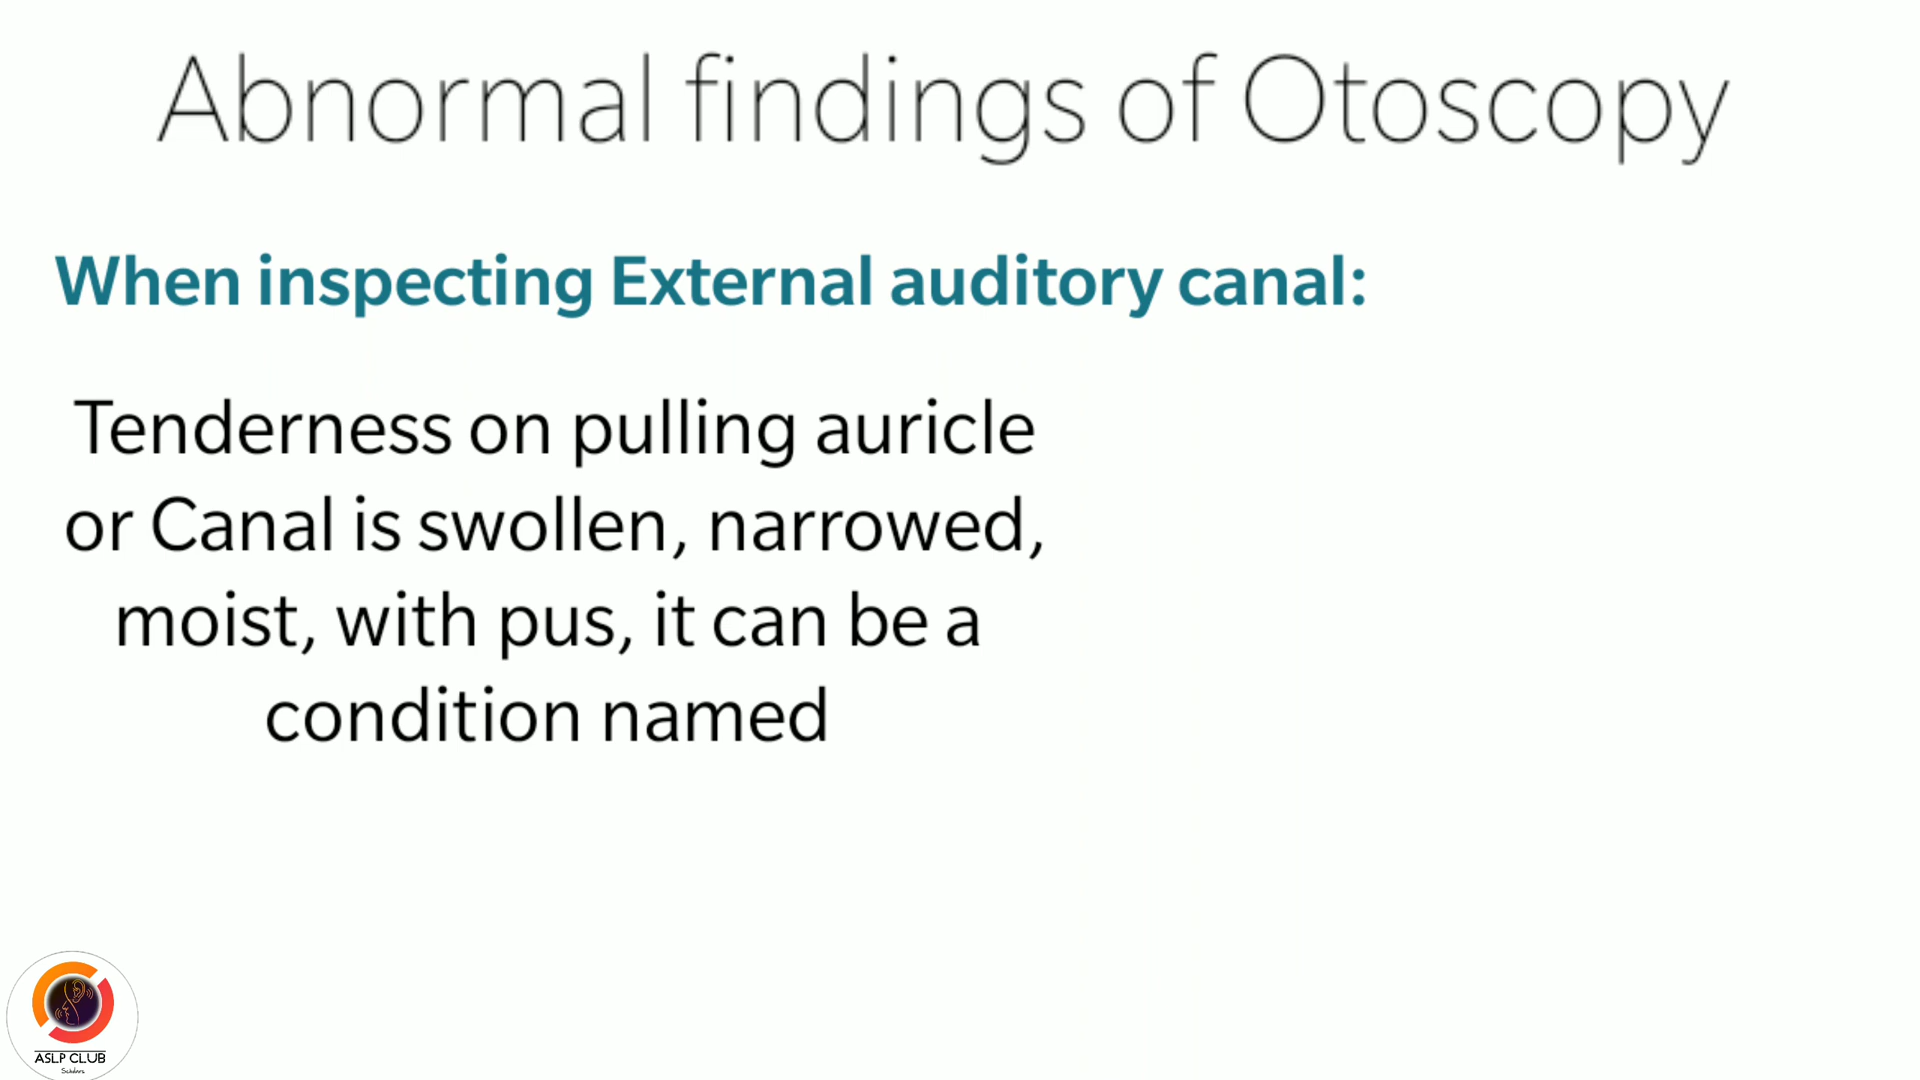 Abnormal findings of Otoscopy
When inspecting External auditory canal:
Tenderness on pulling auricle
or Canal is swollen, narrowed,
moist, with pus, it can be a
condition named
ASLP CLUB
Scholars